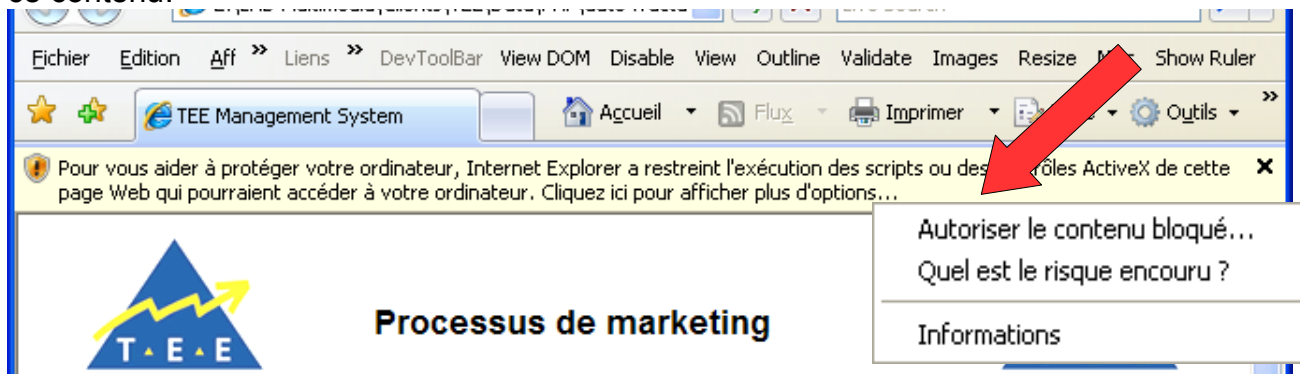 ce contenu.
Fichier Edition Aff » Liens » DevToolBar View DOM Disable View Outline Validate Images Resize Show Ruler
TEE Management System Accueil Flux Imprimer Outils »
Pour vous aider à protéger votre ordinateur, Internet Explorer a restreint l'exécution des scripts ou des ActiveX de cette
page Web qui pourraient accéder à votre ordinateur. Cliquez ici pour afficher plus d'options...
Autoriser le contenu bloqué...
Quel est le risque encouru ?
Informations
Processus de marketing
T E E